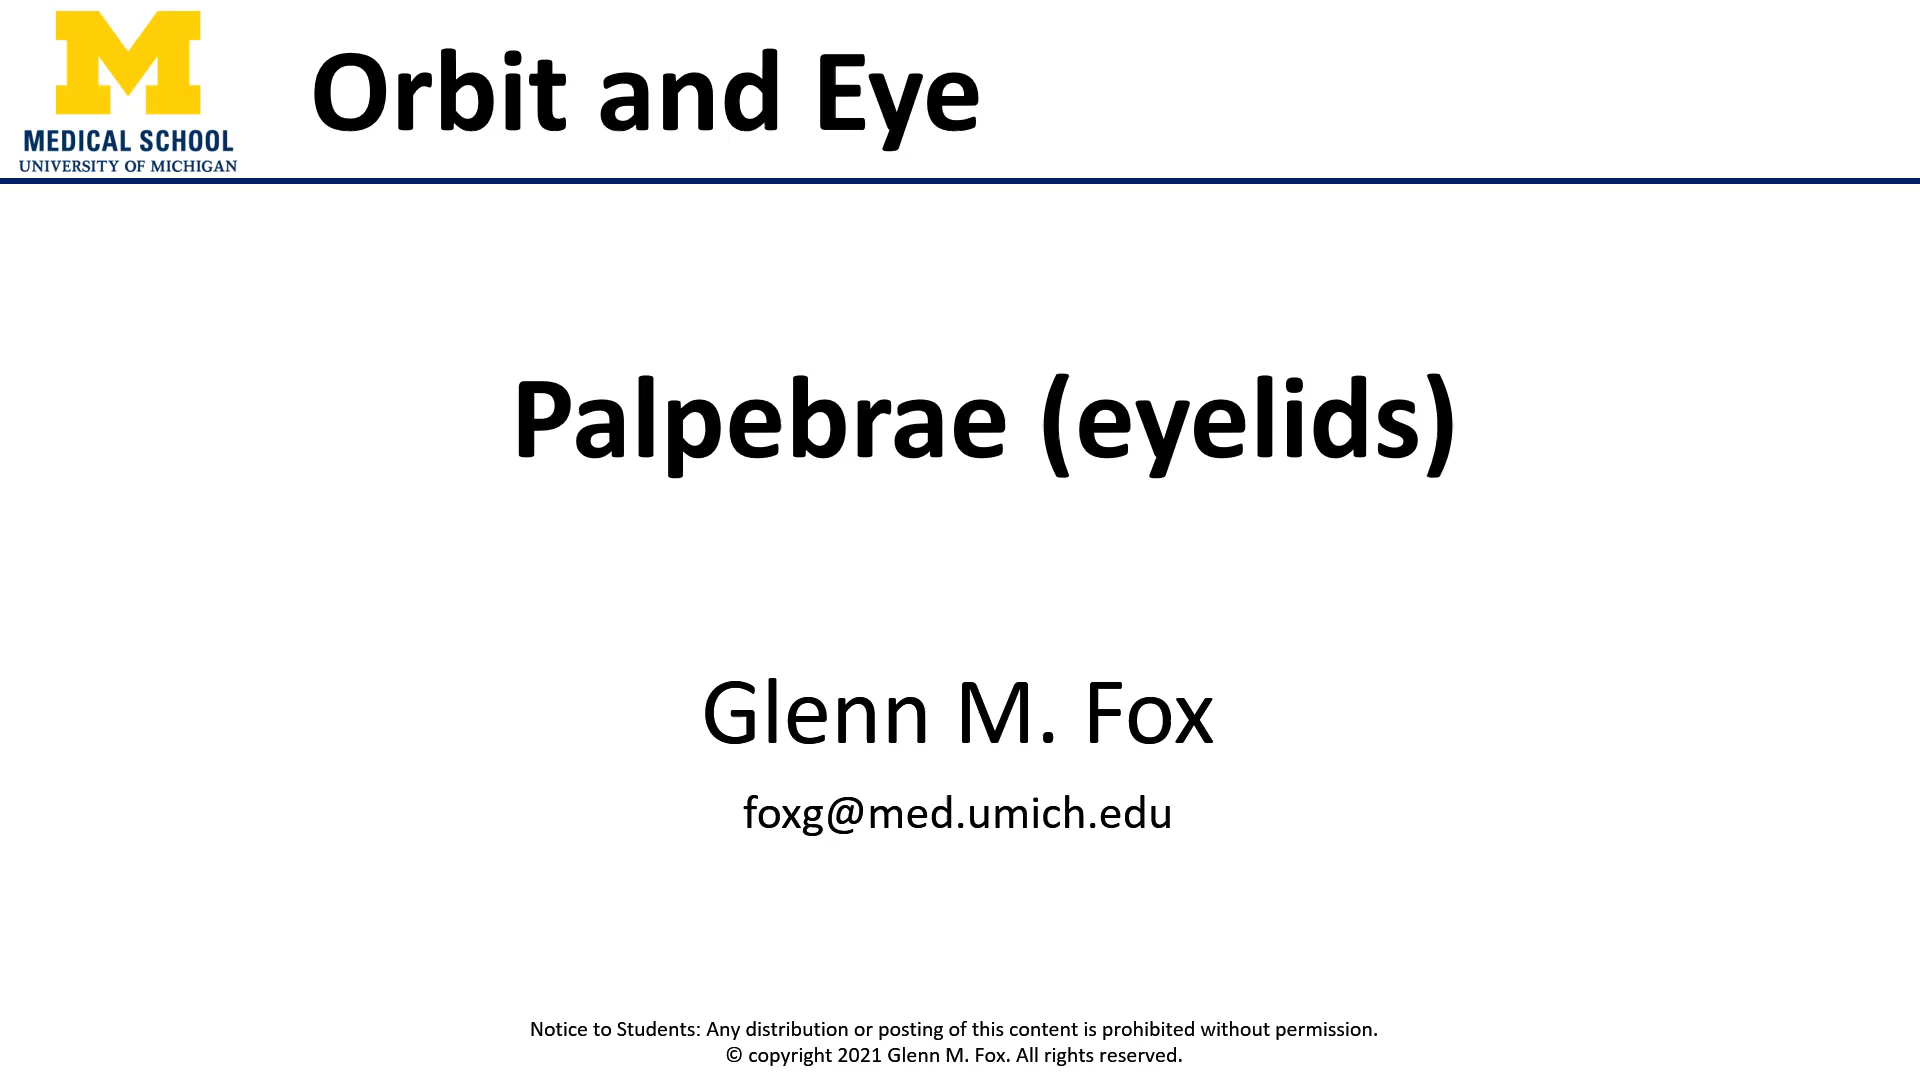 M
MEDICAL SCHOOL
UNIVERSITY OF MICHIGAN
Orbit and Eye
Palpebrae (eyelids)
Glenn M. Fox
foxg@med.umich.edu
Notice to Students: Any distribution or posting of this content is prohibited without permission.
© copyright 2021 Glenn M. Fox. All rights reserved.